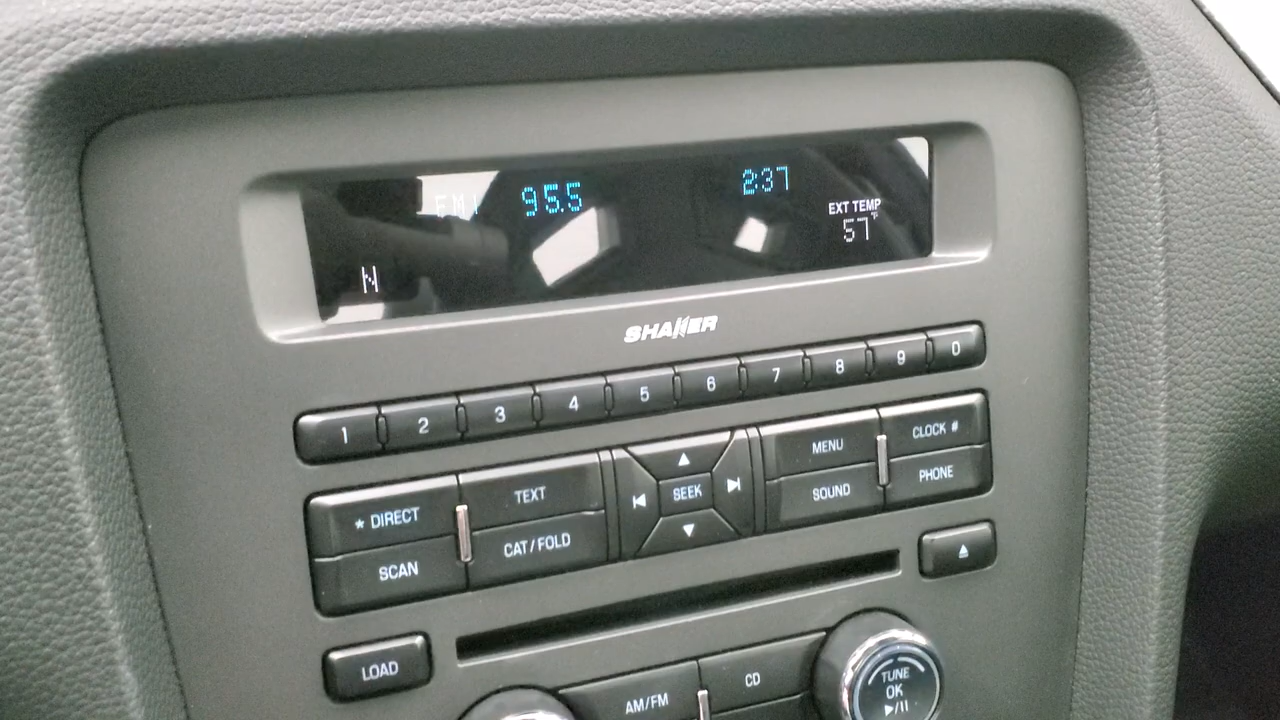 FM1 95.5 2:37
EXT TEMP
57°F
N
SHAKER
1 2 3 4 5 6 7 8 9 0
* DIRECT TEXT SEEK MENU CLOCK #
SCAN CAT/FOLD SOUND PHONE
LOAD
AM/FM CD
TUNE
OK